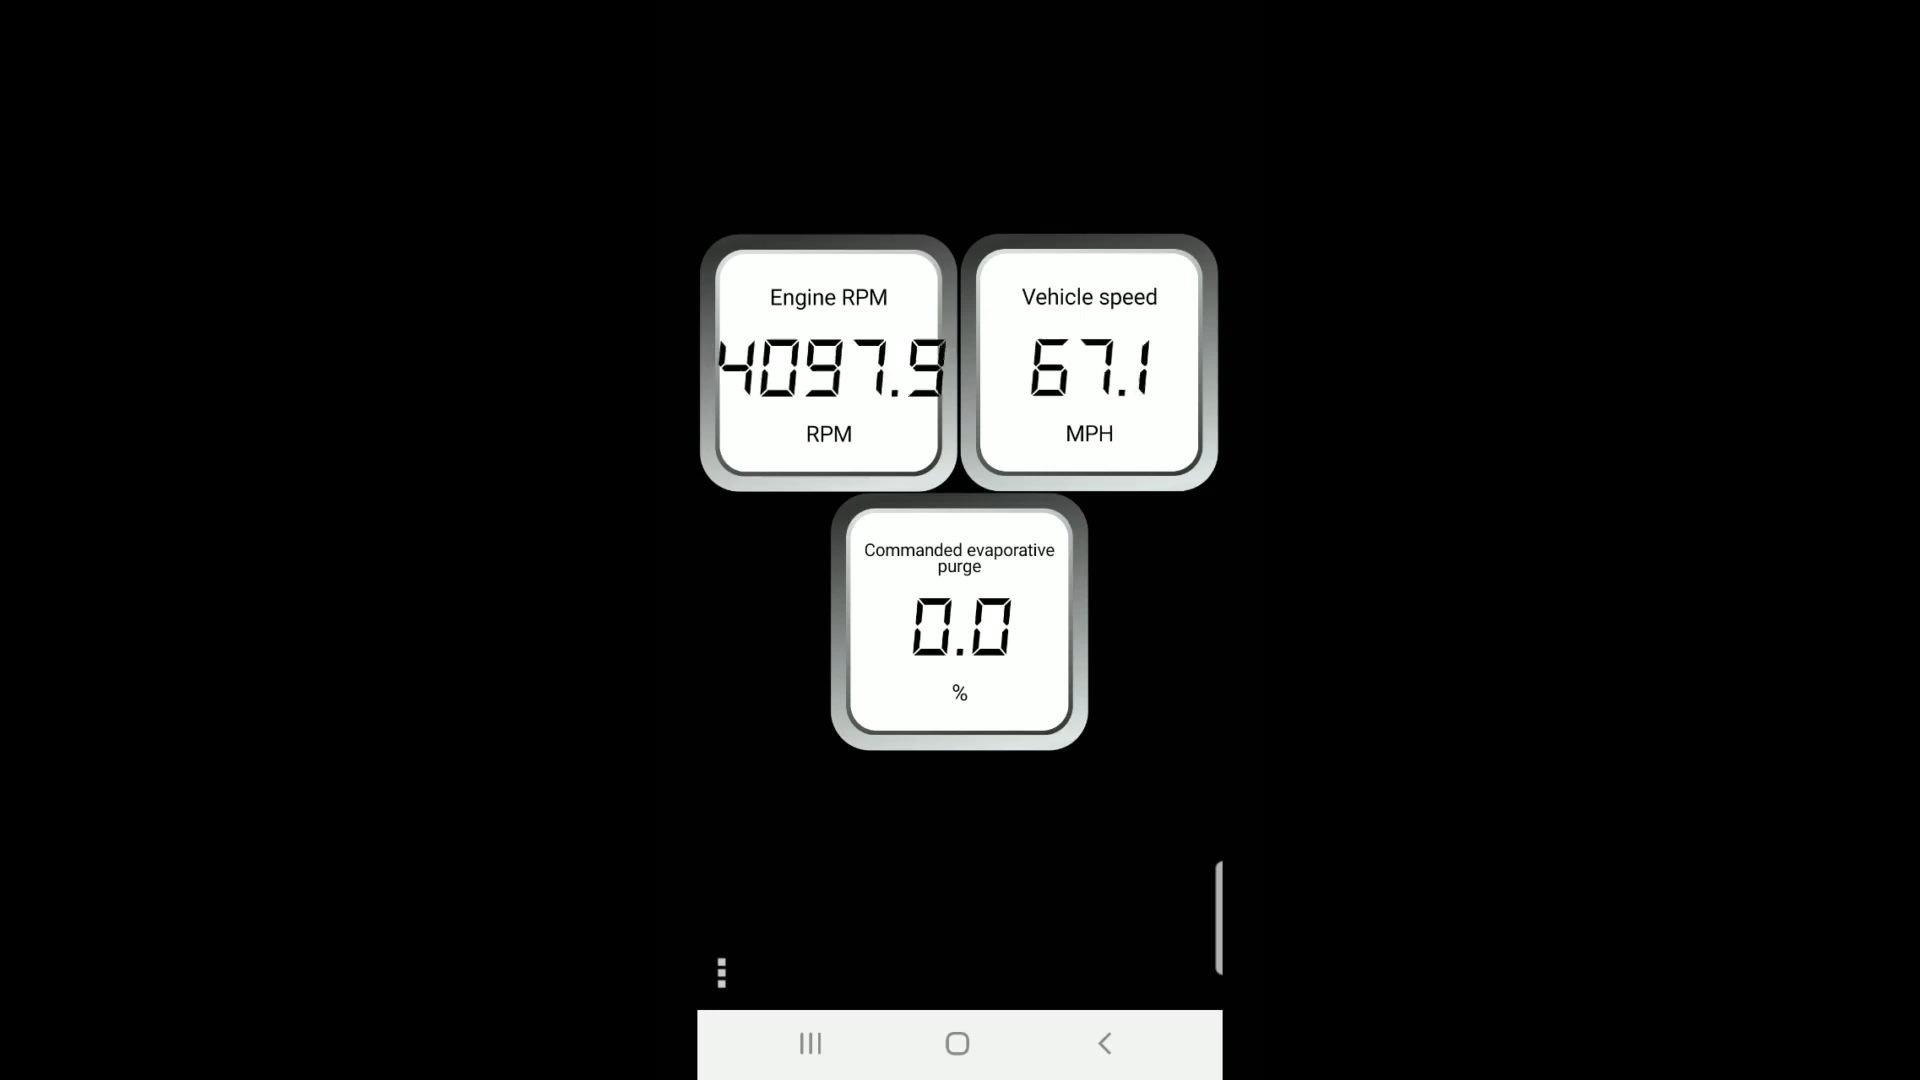 Engine RPM
4097.9
RPM
Vehicle speed
67.1
MPH
Commanded evaporative
purge
0.0
%